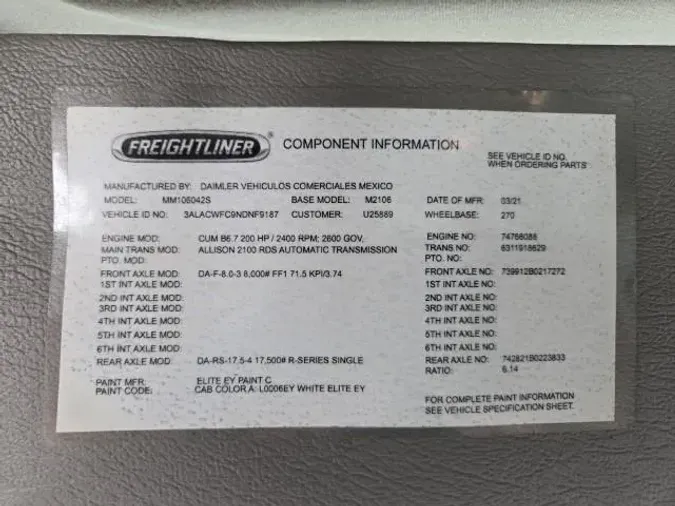 FREIGHTLINER® COMPONENT INFORMATION
SEE VEHICLE ID NO.
WHEN ORDERING PARTS
MANUFACTURED BY: DAIMLER VEHICULOS COMERCIALES MEXICO
MODEL: MM106042S BASE MODEL: M2106 DATE OF MFR: 03/21
VEHICLE ID NO: 3ALACWFC9NDNF9187 CUSTOMER: U25889 WHEELBASE: 270
ENGINE MOD: CUM B6.7 200 HP / 2400 RPM; 2600 GOV, ENGINE NO: 74766088
MAIN TRANS MOD: ALLISON 2100 RDS AUTOMATIC TRANSMISSION TRANS NO: 6311918629
PTO. MOD: PTO. NO:
FRONT AXLE MOD: DA-F-8.0-3 8,000# FF1 71.5 KPI/3.74 FRONT AXLE NO: 739912B0217272
1ST INT AXLE MOD: 1ST INT AXLE NO:
2ND INT AXLE MOD: 2ND INT AXLE NO:
3RD INT AXLE MOD: 3RD INT AXLE NO:
4TH INT AXLE MOD: 4TH INT AXLE NO:
5TH INT AXLE MOD: 5TH INT AXLE NO:
6TH INT AXLE MOD: 6TH INT AXLE NO:
REAR AXLE MOD: DA-RS-17.5-4 17,500# R-SERIES SINGLE REAR AXLE NO: 742821B0223833
RATIO: 6.14
PAINT MFR: ELITE EY PAINT C
PAINT CODE: CAB COLOR A: L0006EY WHITE ELITE EY
FOR COMPLETE PAINT INFORMATION
SEE VEHICLE SPECIFICATION SHEET.